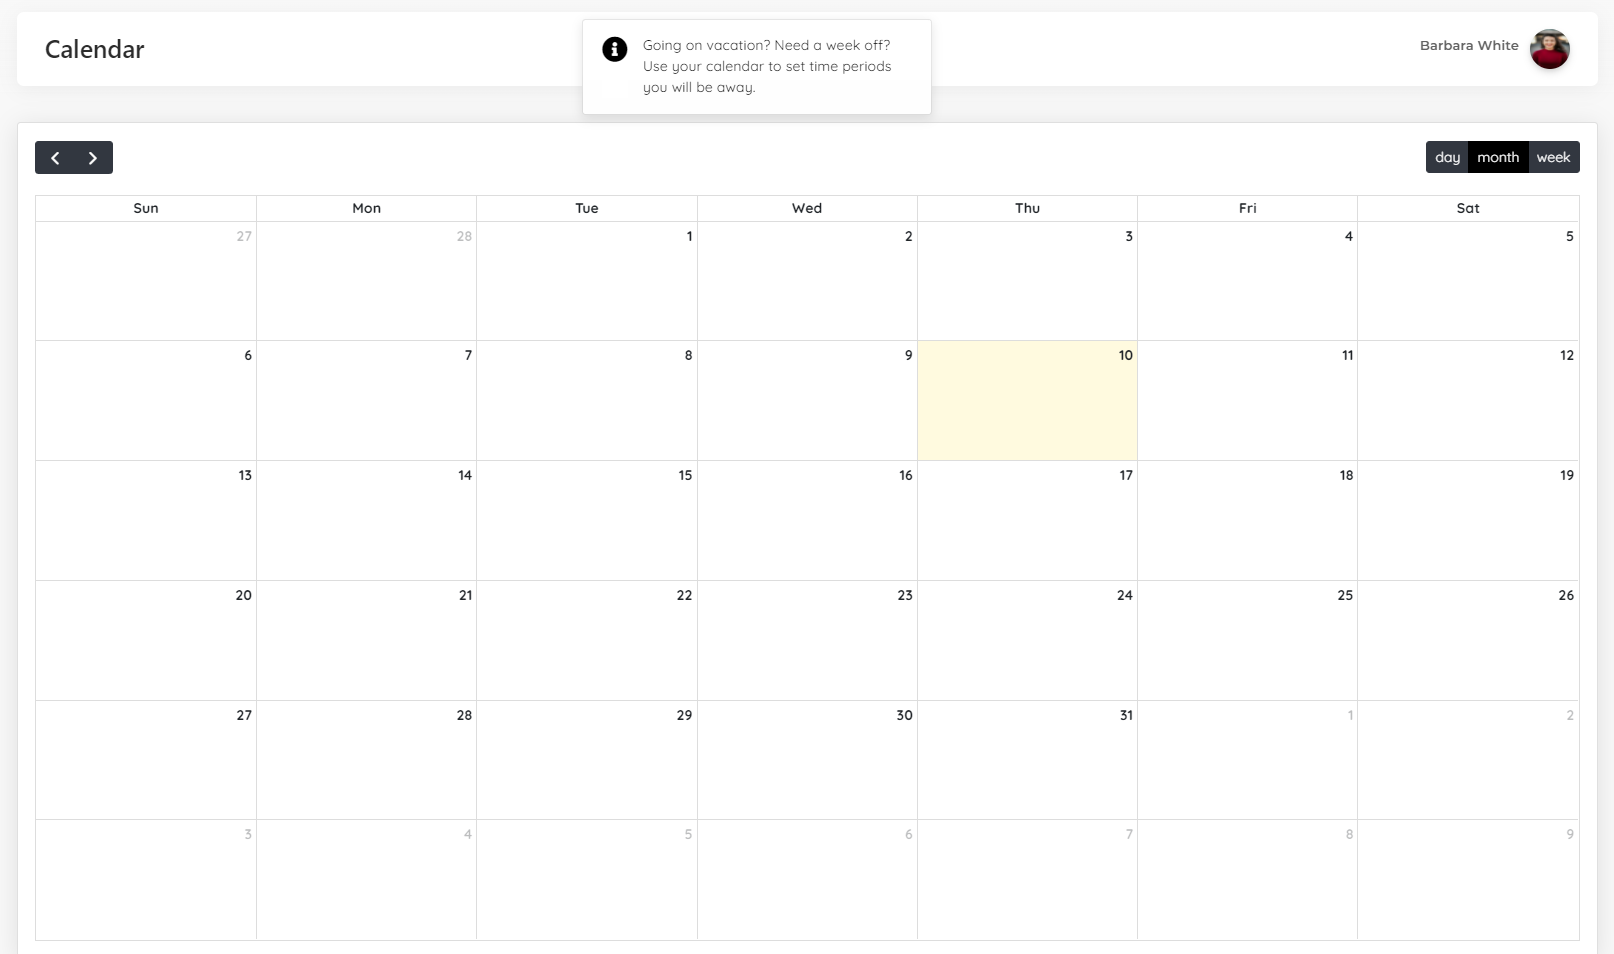 Calendar
Going on vacation? Need a week off?
Use your calendar to set time periods
you will be away.
Barbara White
day month week
Sun Mon Tue Wed Thu Fri Sat
27 28 1 2 3 4 5
6 7 8 9 10 11 12
13 14 15 16 17 18 19
20 21 22 23 24 25 26
27 28 29 30 31 1 2
3 4 5 6 7 8 9